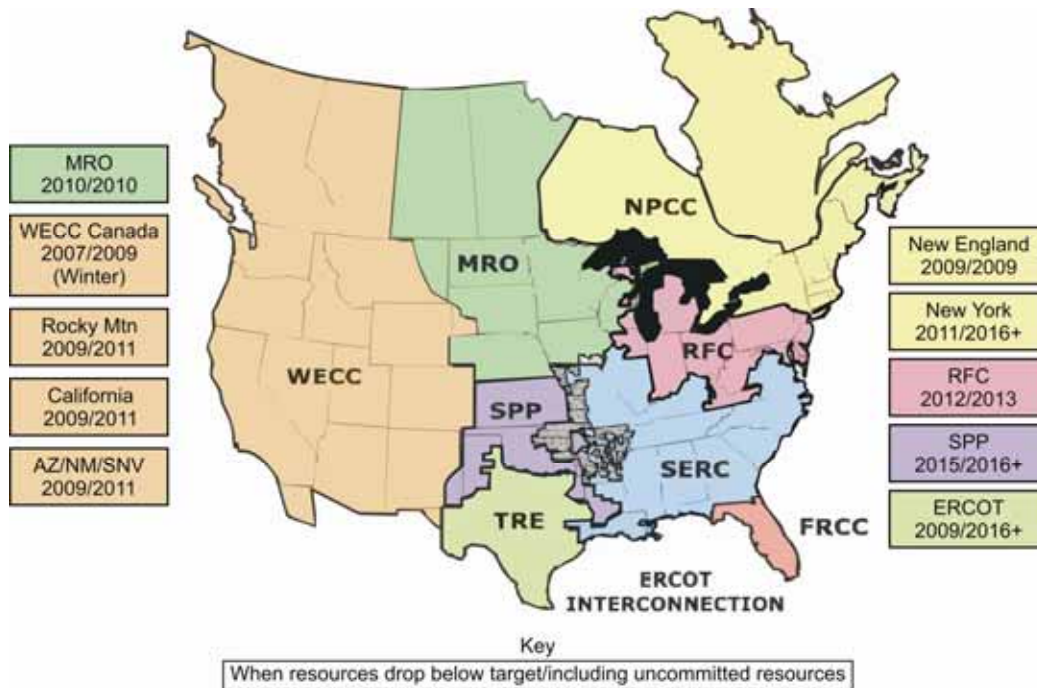 MRO
2010/2010
WECC Canada
2007/2009
(Winter)
Rocky Mtn
2009/2011
California
2009/2011
AZ/NM/SNV
2009/2011
NPCC
MRO
RFC
WECC
SPP
SERC
TRE
FRCC
ERCOT
INTERCONNECTION
New England
2009/2009
New York
2011/2016+
RFC
2012/2013
SPP
2015/2016+
ERCOT
2009/2016+
Key
When resources drop below target/including uncommitted resources